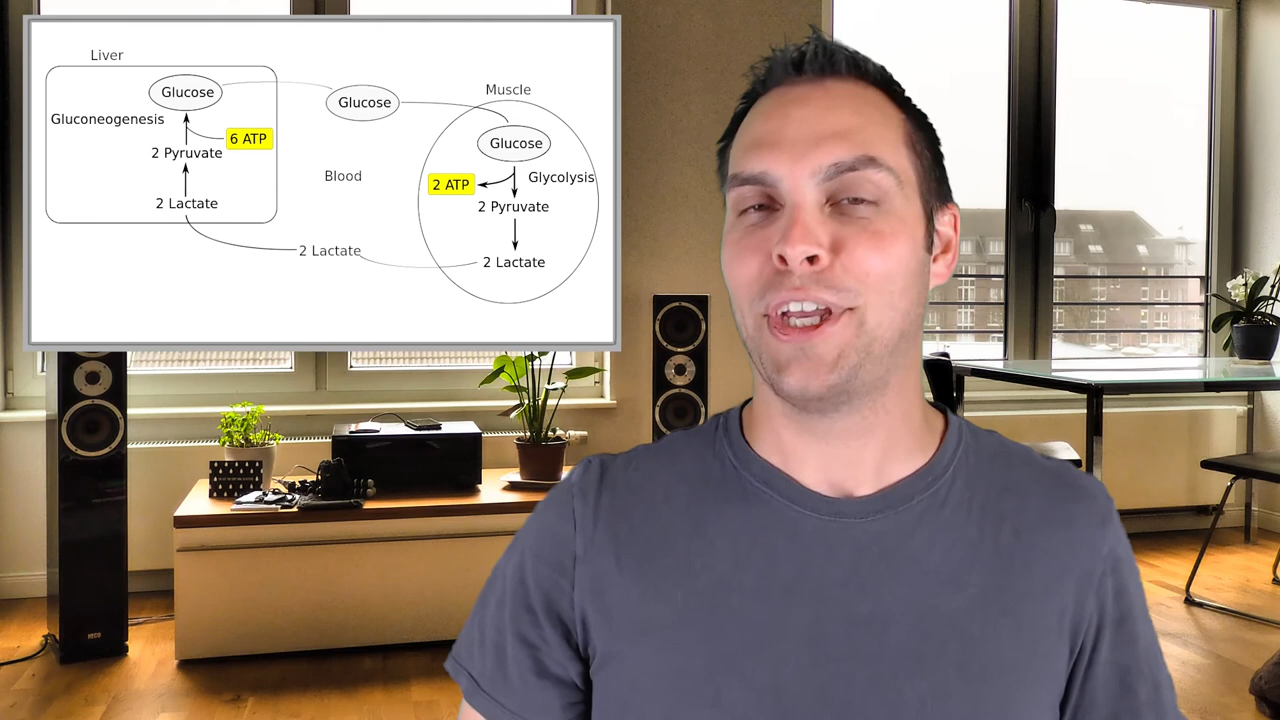 Liver
Glucose
Gluconeogenesis
6 ATP
2 Pyruvate
2 Lactate
Glucose
Blood
2 Lactate
Muscle
Glucose
2 ATP
Glycolysis
2 Pyruvate
2 Lactate
HECO